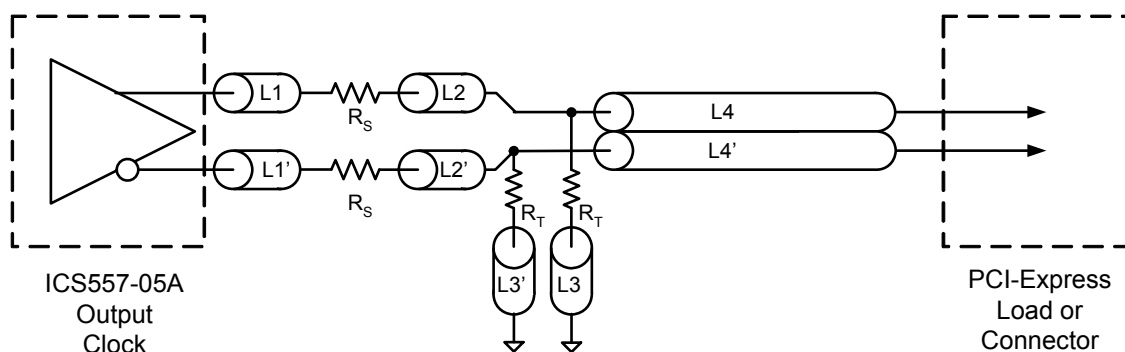 L1
R_S
L2
L4
L1’
R_S
L2’
L4’
R_T
R_T
L3’
L3
ICS557-05A
Output
Clock
PCI-Express
Load or
Connector